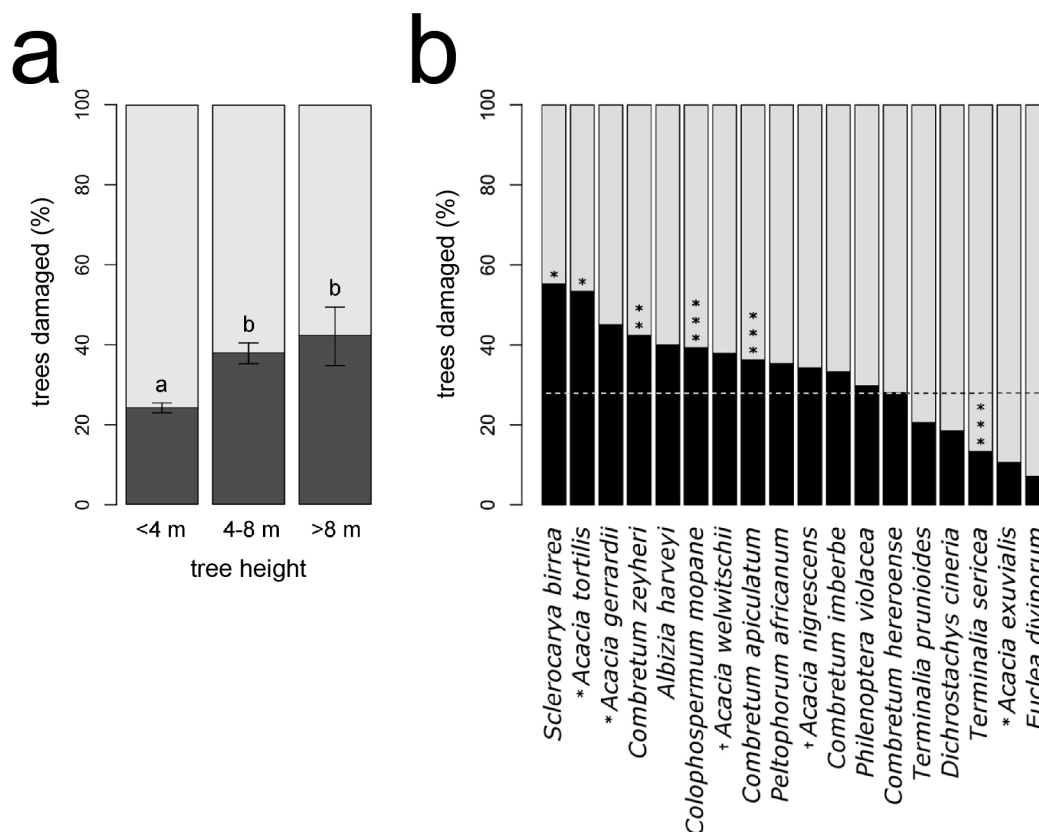 a
trees damaged (%)
100
80
60
40
20
0
a
b
b
<4 m
4-8 m
>8 m
tree height
b
trees damaged (%)
100
80
60
40
20
0
*
*
**
***
***
***
Sclerocarya birrea
*Acacia tortilis
*Acacia gerrardii
Combretum zeyheri
Albizia harveyi
Colophospermum mopane
†Acacia welwitschii
Combretum apiculatum
Peltophorum africanum
†Acacia nigrescens
Combretum imberbe
Philenoptera violacea
Combretum hereroense
Terminalia prunioides
Dichrostachys cineria
Terminalia sericea
*Acacia exuvialis
Euclea divinorum